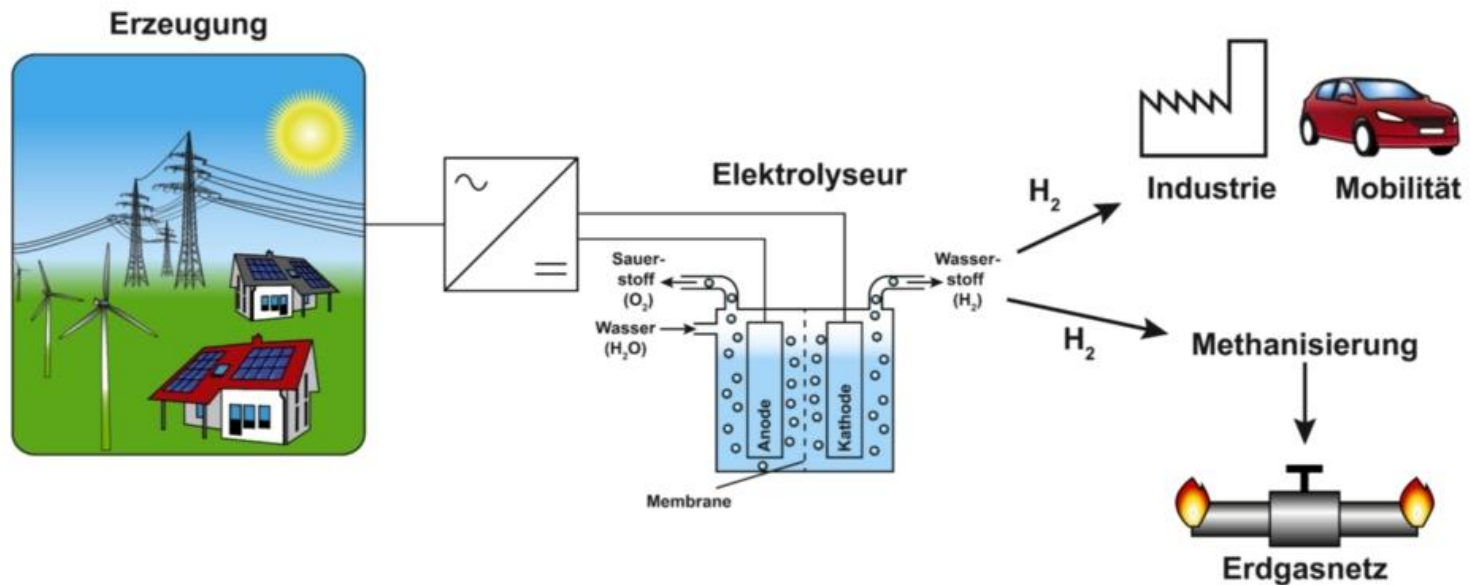 Erzeugung
Elektrolyseur
Sauer-
stoff
(O₂)
Wasser
(H₂O)
Anode
Kathode
Membrane
Wasser-
stoff
(H₂)
H₂
Industrie
Mobilität
H₂
Methanisierung
Erdgasnetz